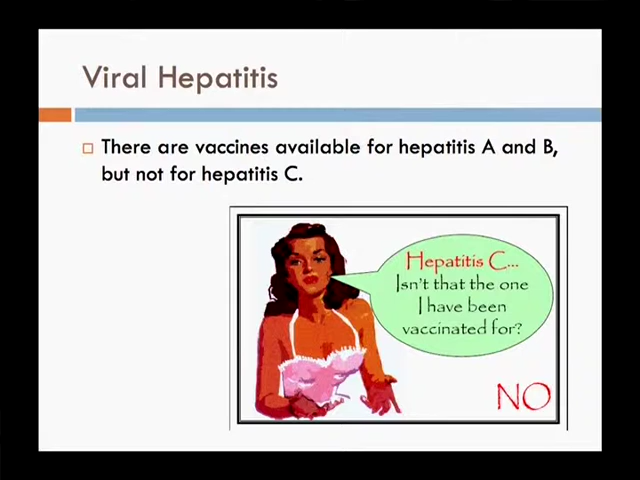 Viral Hepatitis
There are vaccines available for hepatitis A and B,
but not for hepatitis C.
Hepatitis C...
Isn't that the one
I have been
vaccinated for?
NO